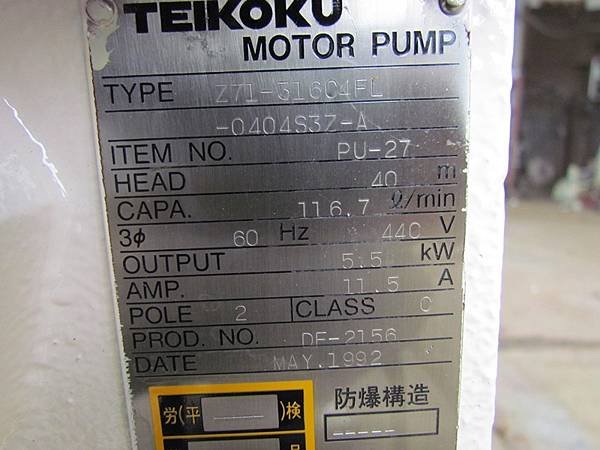 TEIKOKU
MOTOR PUMP
TYPE Z71-316C4FL
-0404S3Z-A
ITEM NO. PU-27
HEAD 40 m
CAPA. 116.7 ℓ/min
3φ 60 Hz 440 V
OUTPUT 5.5 kW
AMP. 11.5 A
POLE 2 CLASS C
PROD. NO. DF-2156
DATE MAY.1992
労(平 )検 防爆構造
-----